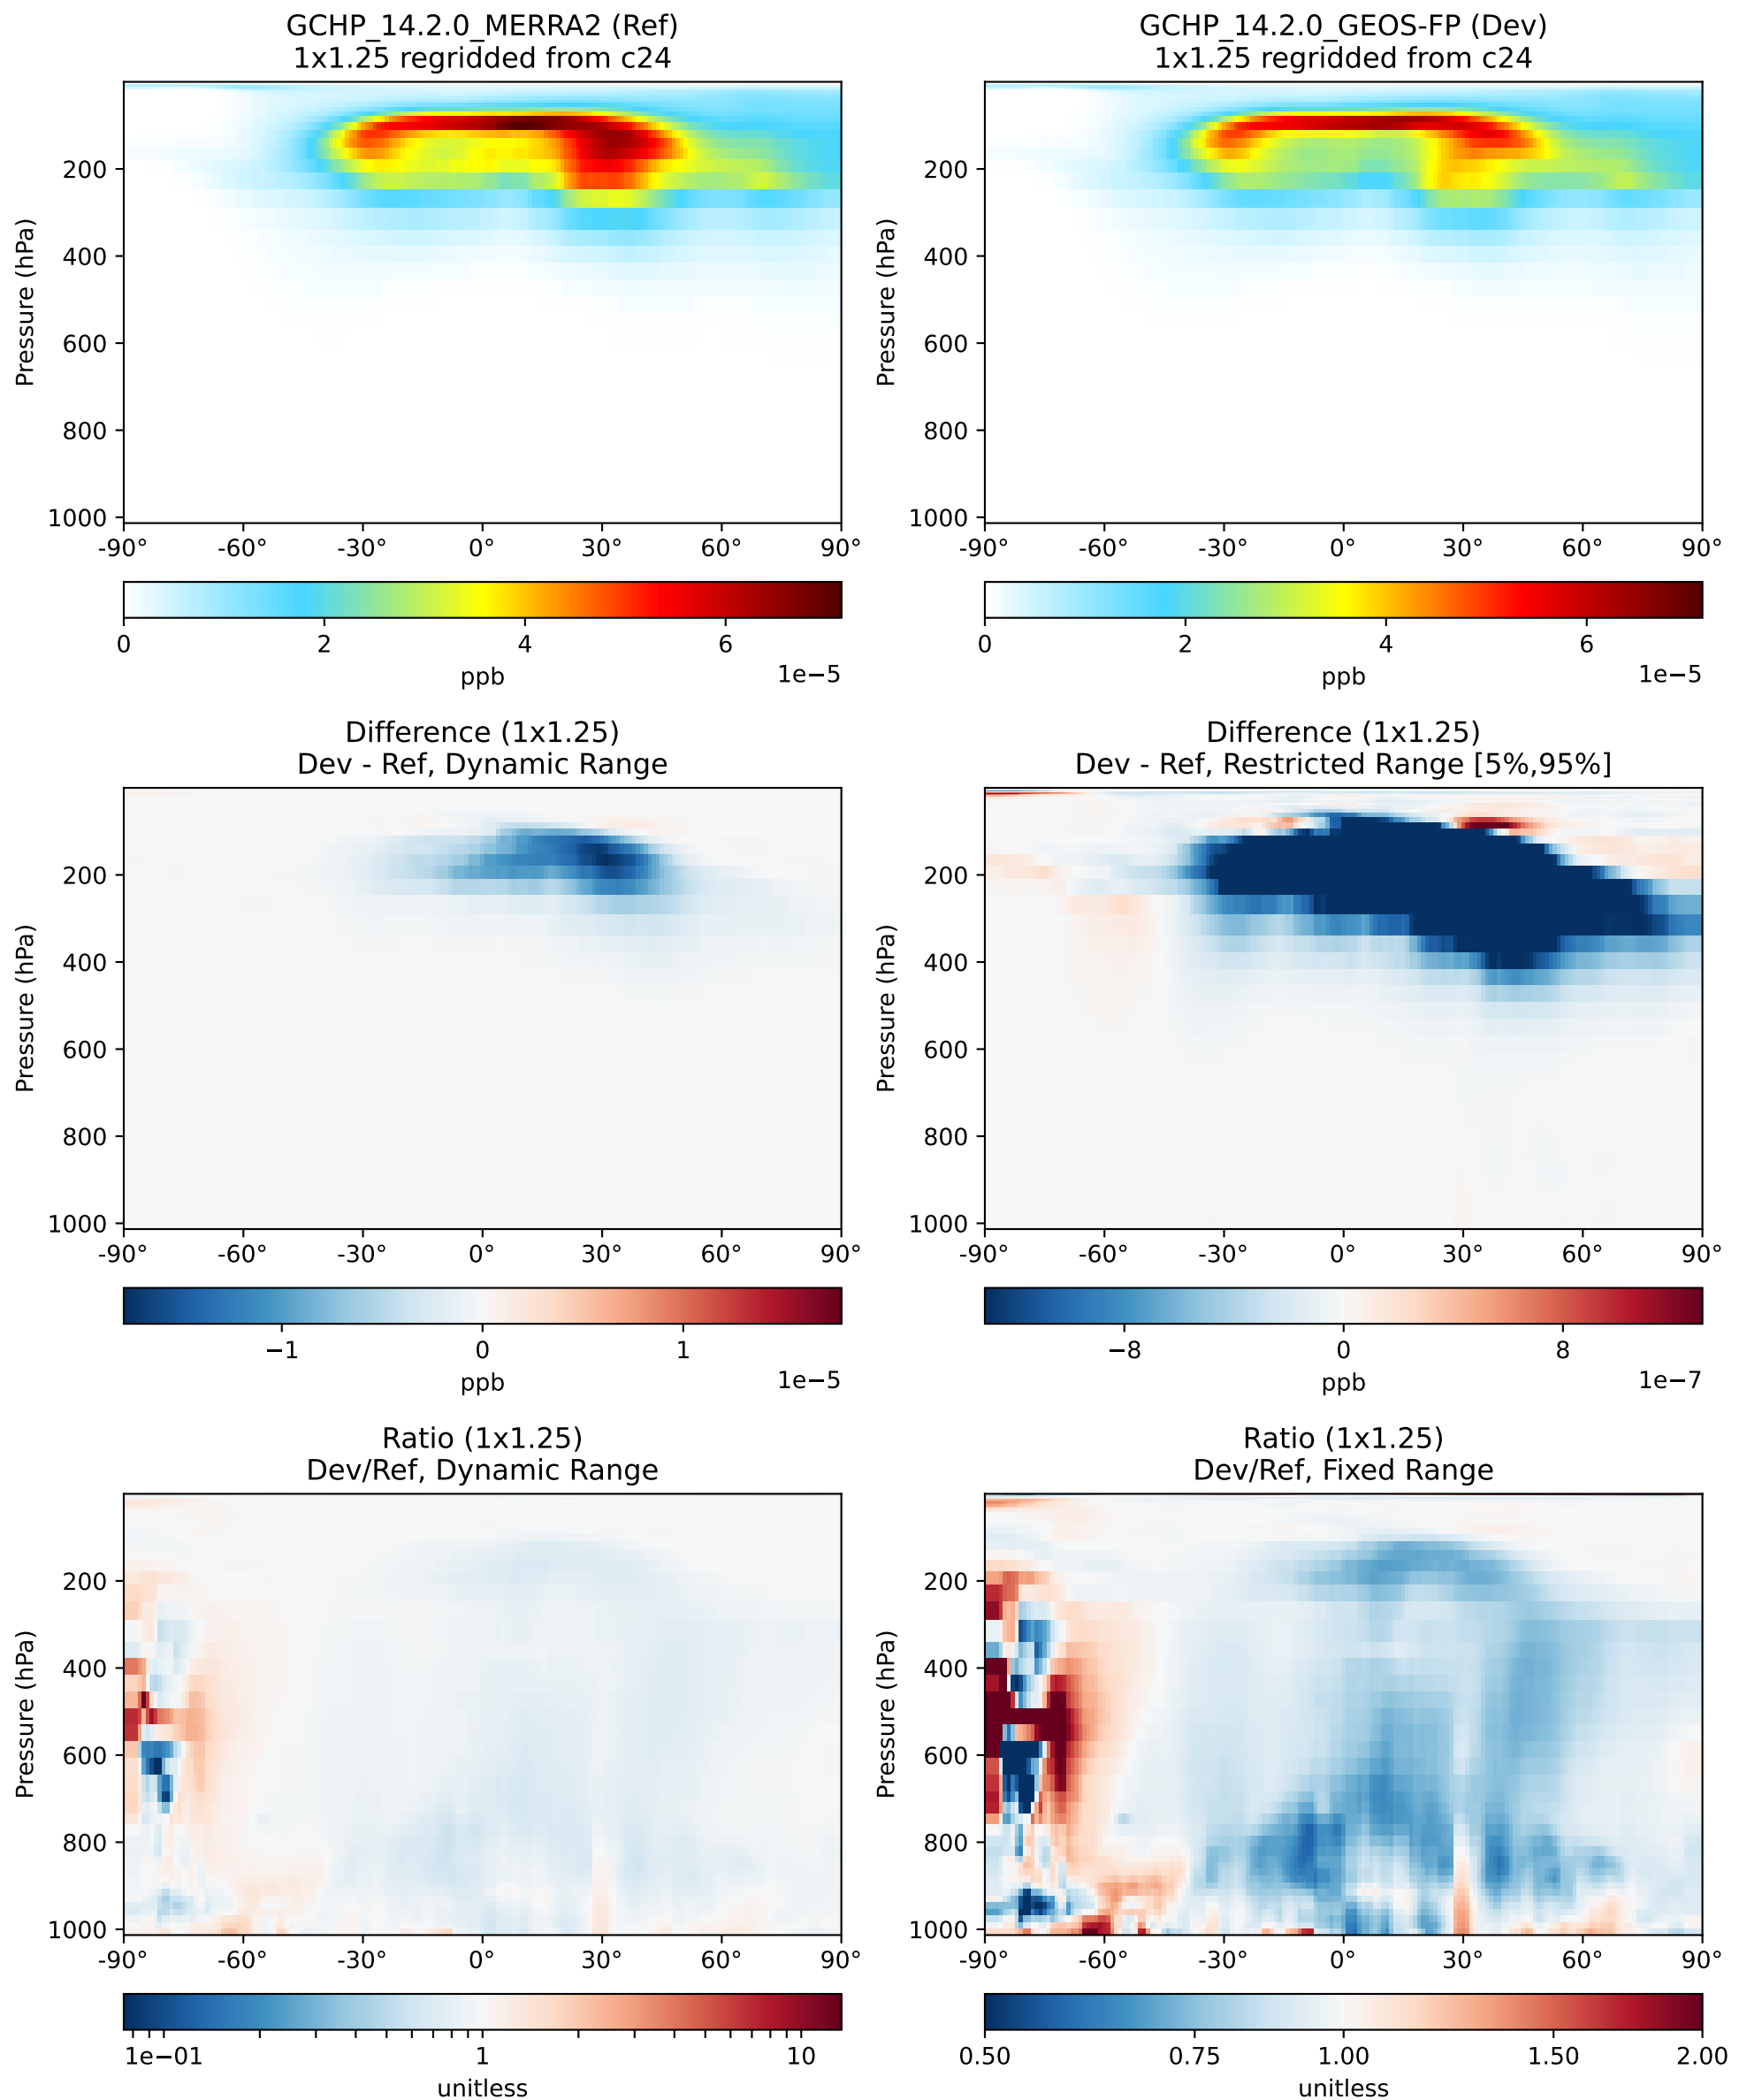 GCHP_14.2.0_MERRA2 (Ref)
1x1.25 regridded from c24
Pressure (hPa)
200
400
600
800
1000
-90° -60° -30° 0° 30° 60° 90°
0 2 4 6
ppb
1e−5
GCHP_14.2.0_GEOS-FP (Dev)
1x1.25 regridded from c24
Pressure (hPa)
200
400
600
800
1000
-90° -60° -30° 0° 30° 60° 90°
0 2 4 6
ppb
1e−5
Difference (1x1.25)
Dev - Ref, Dynamic Range
Pressure (hPa)
200
400
600
800
1000
-90° -60° -30° 0° 30° 60° 90°
−1 0 1
ppb
1e−5
Difference (1x1.25)
Dev - Ref, Restricted Range [5%,95%]
Pressure (hPa)
200
400
600
800
1000
-90° -60° -30° 0° 30° 60° 90°
−8 0 8
ppb
1e−7
Ratio (1x1.25)
Dev/Ref, Dynamic Range
Pressure (hPa)
200
400
600
800
1000
-90° -60° -30° 0° 30° 60° 90°
1e−01 1 10
unitless
Ratio (1x1.25)
Dev/Ref, Fixed Range
Pressure (hPa)
200
400
600
800
1000
-90° -60° -30° 0° 30° 60° 90°
0.50 0.75 1.00 1.50 2.00
unitless